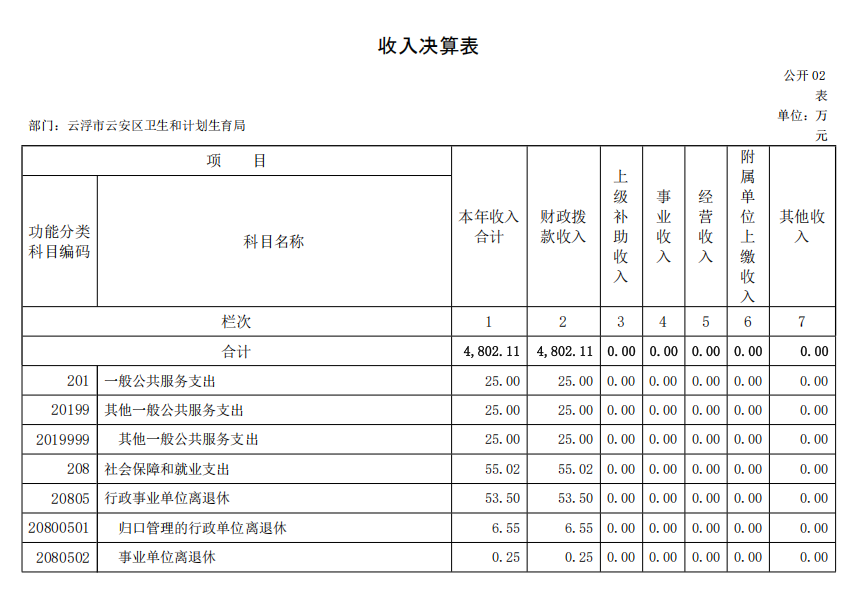 收入决算表
公开 02
表
部门：云浮市云安区卫生和计划生育局
单位：万
元
项 目
功能分类
科目编码
科目名称
本年收入
合计
财政拨
款收入
上级补助收入
事业收入
经营收入
附属单位上缴收入
其他收
入
栏次 1 2 3 4 5 6 7
合计 4,802.11 4,802.11 0.00 0.00 0.00 0.00 0.00
201 一般公共服务支出 25.00 25.00 0.00 0.00 0.00 0.00 0.00
20199 其他一般公共服务支出 25.00 25.00 0.00 0.00 0.00 0.00 0.00
2019999 其他一般公共服务支出 25.00 25.00 0.00 0.00 0.00 0.00 0.00
208 社会保障和就业支出 55.02 55.02 0.00 0.00 0.00 0.00 0.00
20805 行政事业单位离退休 53.50 53.50 0.00 0.00 0.00 0.00 0.00
20800501 归口管理的行政单位离退休 6.55 6.55 0.00 0.00 0.00 0.00 0.00
2080502 事业单位离退休 0.25 0.25 0.00 0.00 0.00 0.00 0.00